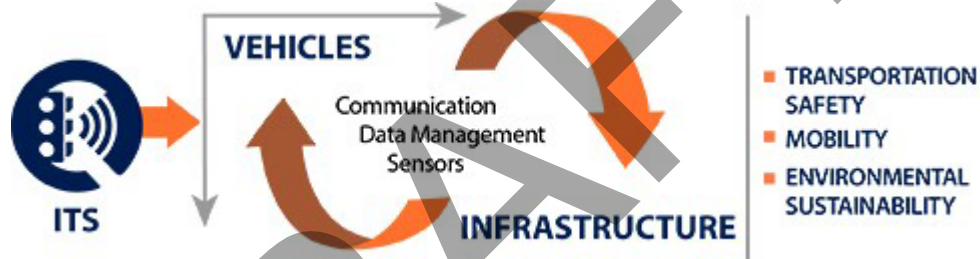 ITS
VEHICLES
Communication
Data Management
Sensors
INFRASTRUCTURE
TRANSPORTATION
SAFETY
MOBILITY
ENVIRONMENTAL
SUSTAINABILITY